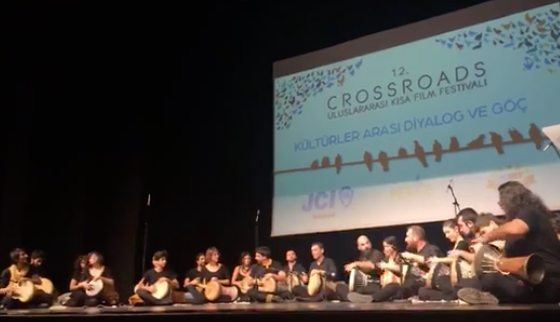 12.
CROSSROADS
ULUSLARARASI KISA FİLM FESTİVALİ
KÜLTÜRLER ARASI DİYALOG VE GÖÇ
JCI